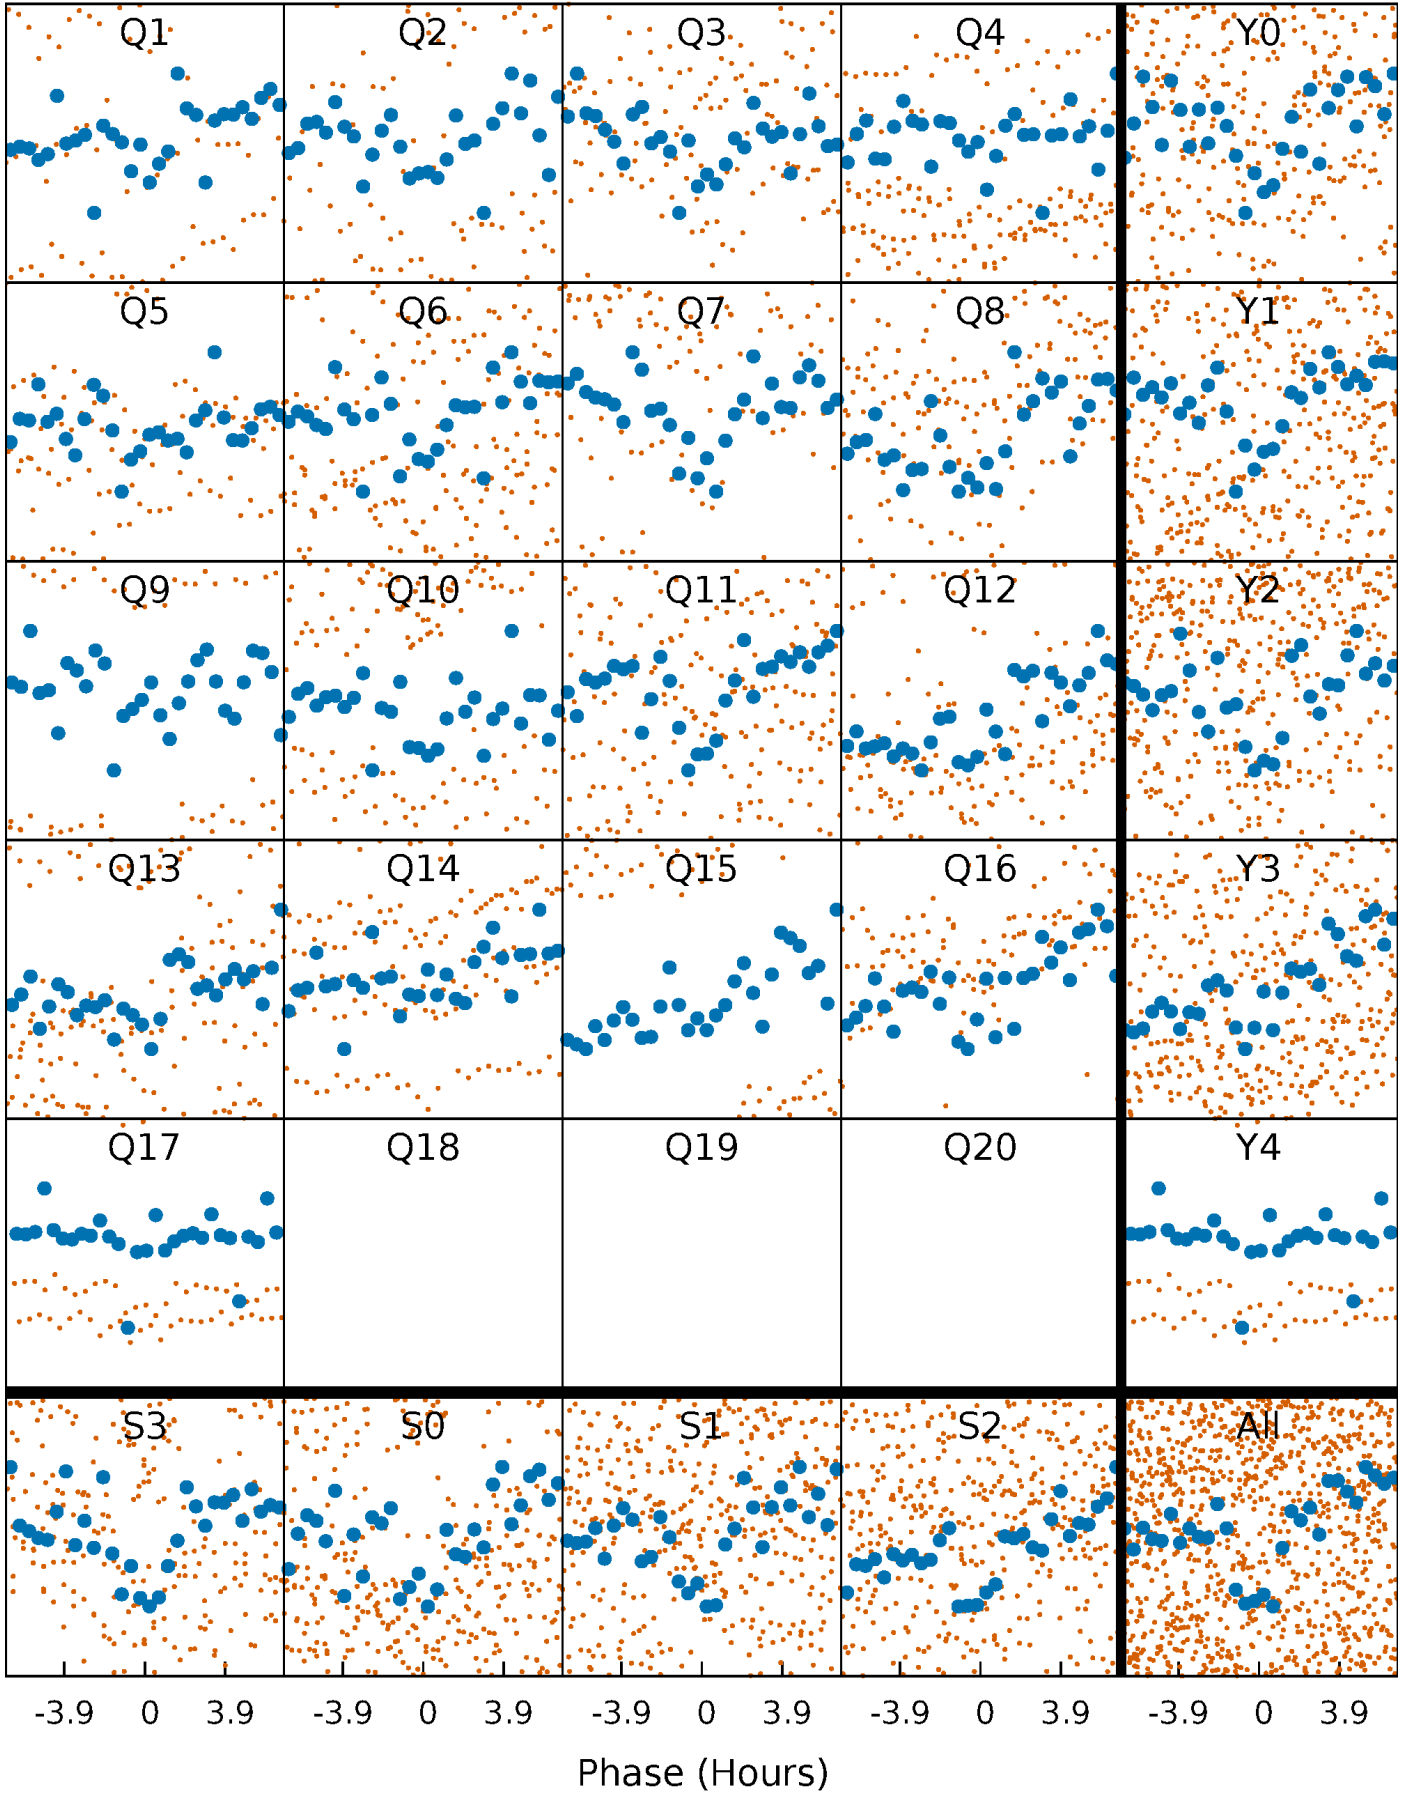 Q1 Q2 Q3 Q4 Y0
Q5 Q6 Q7 Q8 Y1
Q9 Q10 Q11 Q12 Y2
Q13 Q14 Q15 Q16 Y3
Q17 Q18 Q19 Q20 Y4
S3 S0 S1 S2 All
-3.9 0 3.9 -3.9 0 3.9 -3.9 0 3.9 -3.9 0 3.9 -3.9 0 3.9
Phase (Hours)